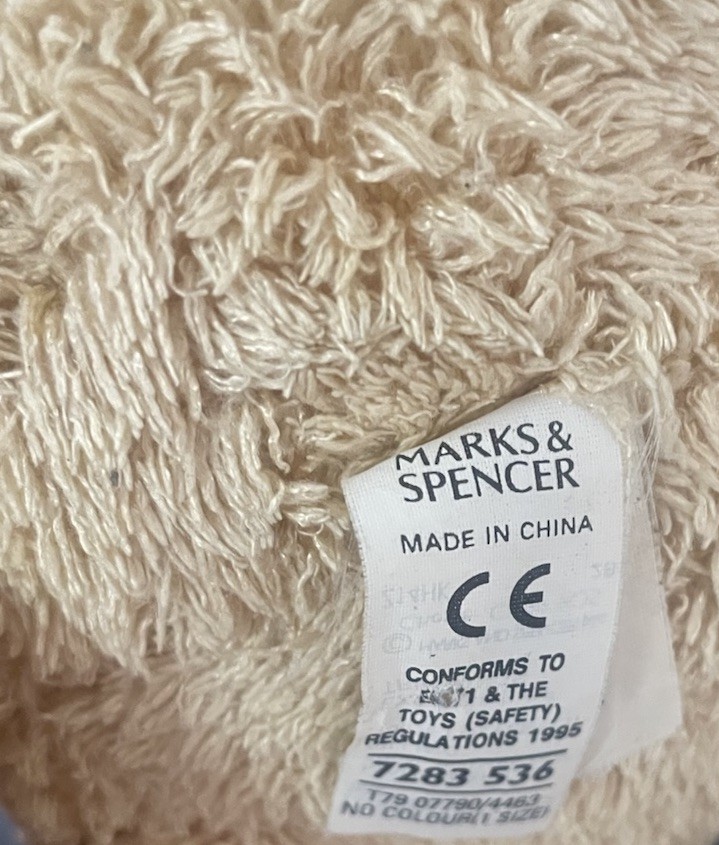 MARKS &
SPENCER
MADE IN CHINA
CE
CONFORMS TO
& THE
TOYS (SAFETY)
REGULATIONS 1995
7283 536
T79 07790/4463
NO COLOUR(1 SIZE)